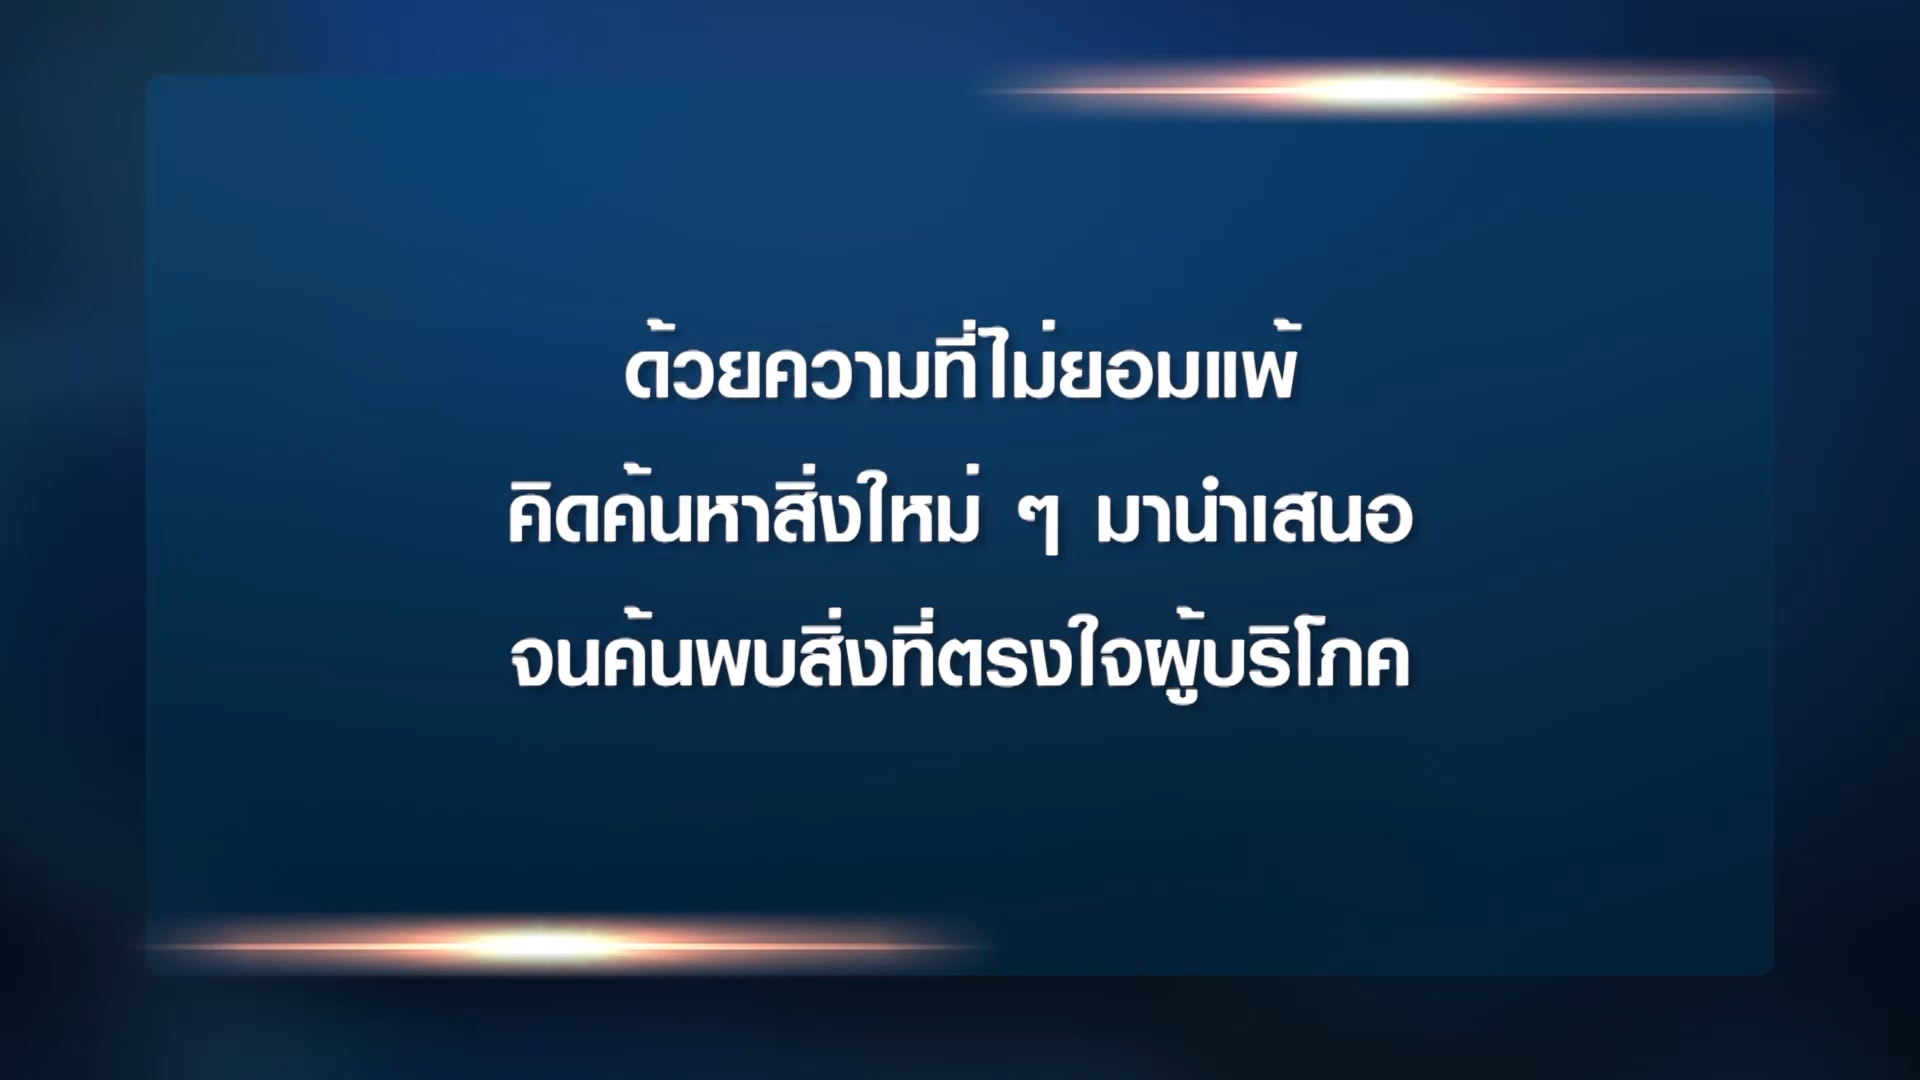 ด้วยความที่ไม่ยอมแพ้
คิดค้นหาสิ่งใหม่ ๆ มานำเสนอ
จนค้นพบสิ่งที่ตรงใจผู้บริโภค